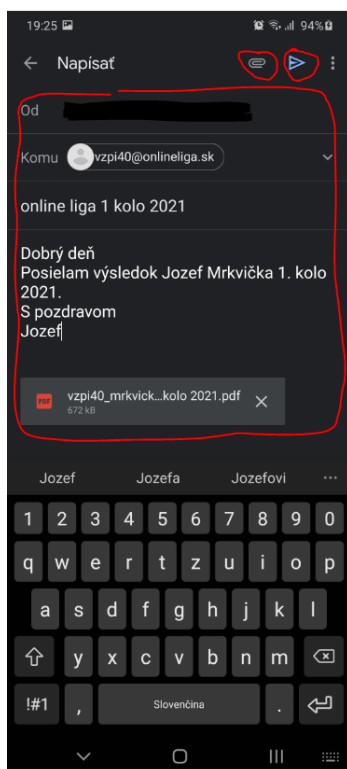 19:25 94%
Napísať
Od
Komu vzpi40@onlineliga.sk
online liga 1 kolo 2021
Dobrý deň
Posielam výsledok Jozef Mrkvička 1. kolo
2021.
S pozdravom
Jozef
PDF vzpi40_mrkvick...kolo 2021.pdf
672 kB
Jozef Jozefa Jozefovi ...
1 2 3 4 5 6 7 8 9 0
q w e r t z u i o p
a s d f g h j k l
y x c v b n m
!#1 , Slovenčina .